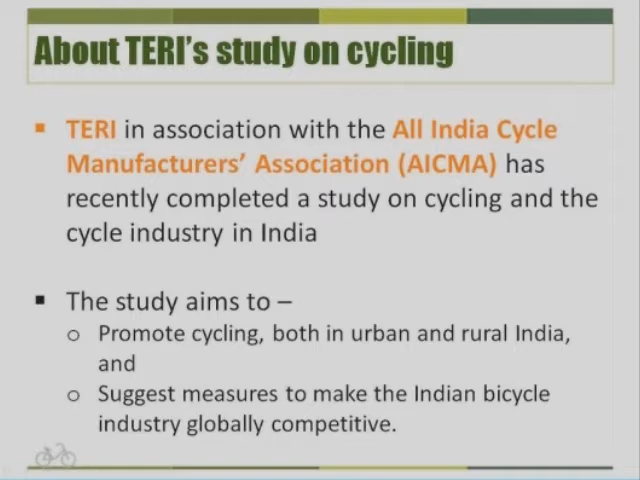 About TERI's study on cycling
▪ TERI in association with the All India Cycle
Manufacturers' Association (AICMA) has
recently completed a study on cycling and the
cycle industry in India
▪ The study aims to –
o Promote cycling, both in urban and rural India,
and
o Suggest measures to make the Indian bicycle
industry globally competitive.